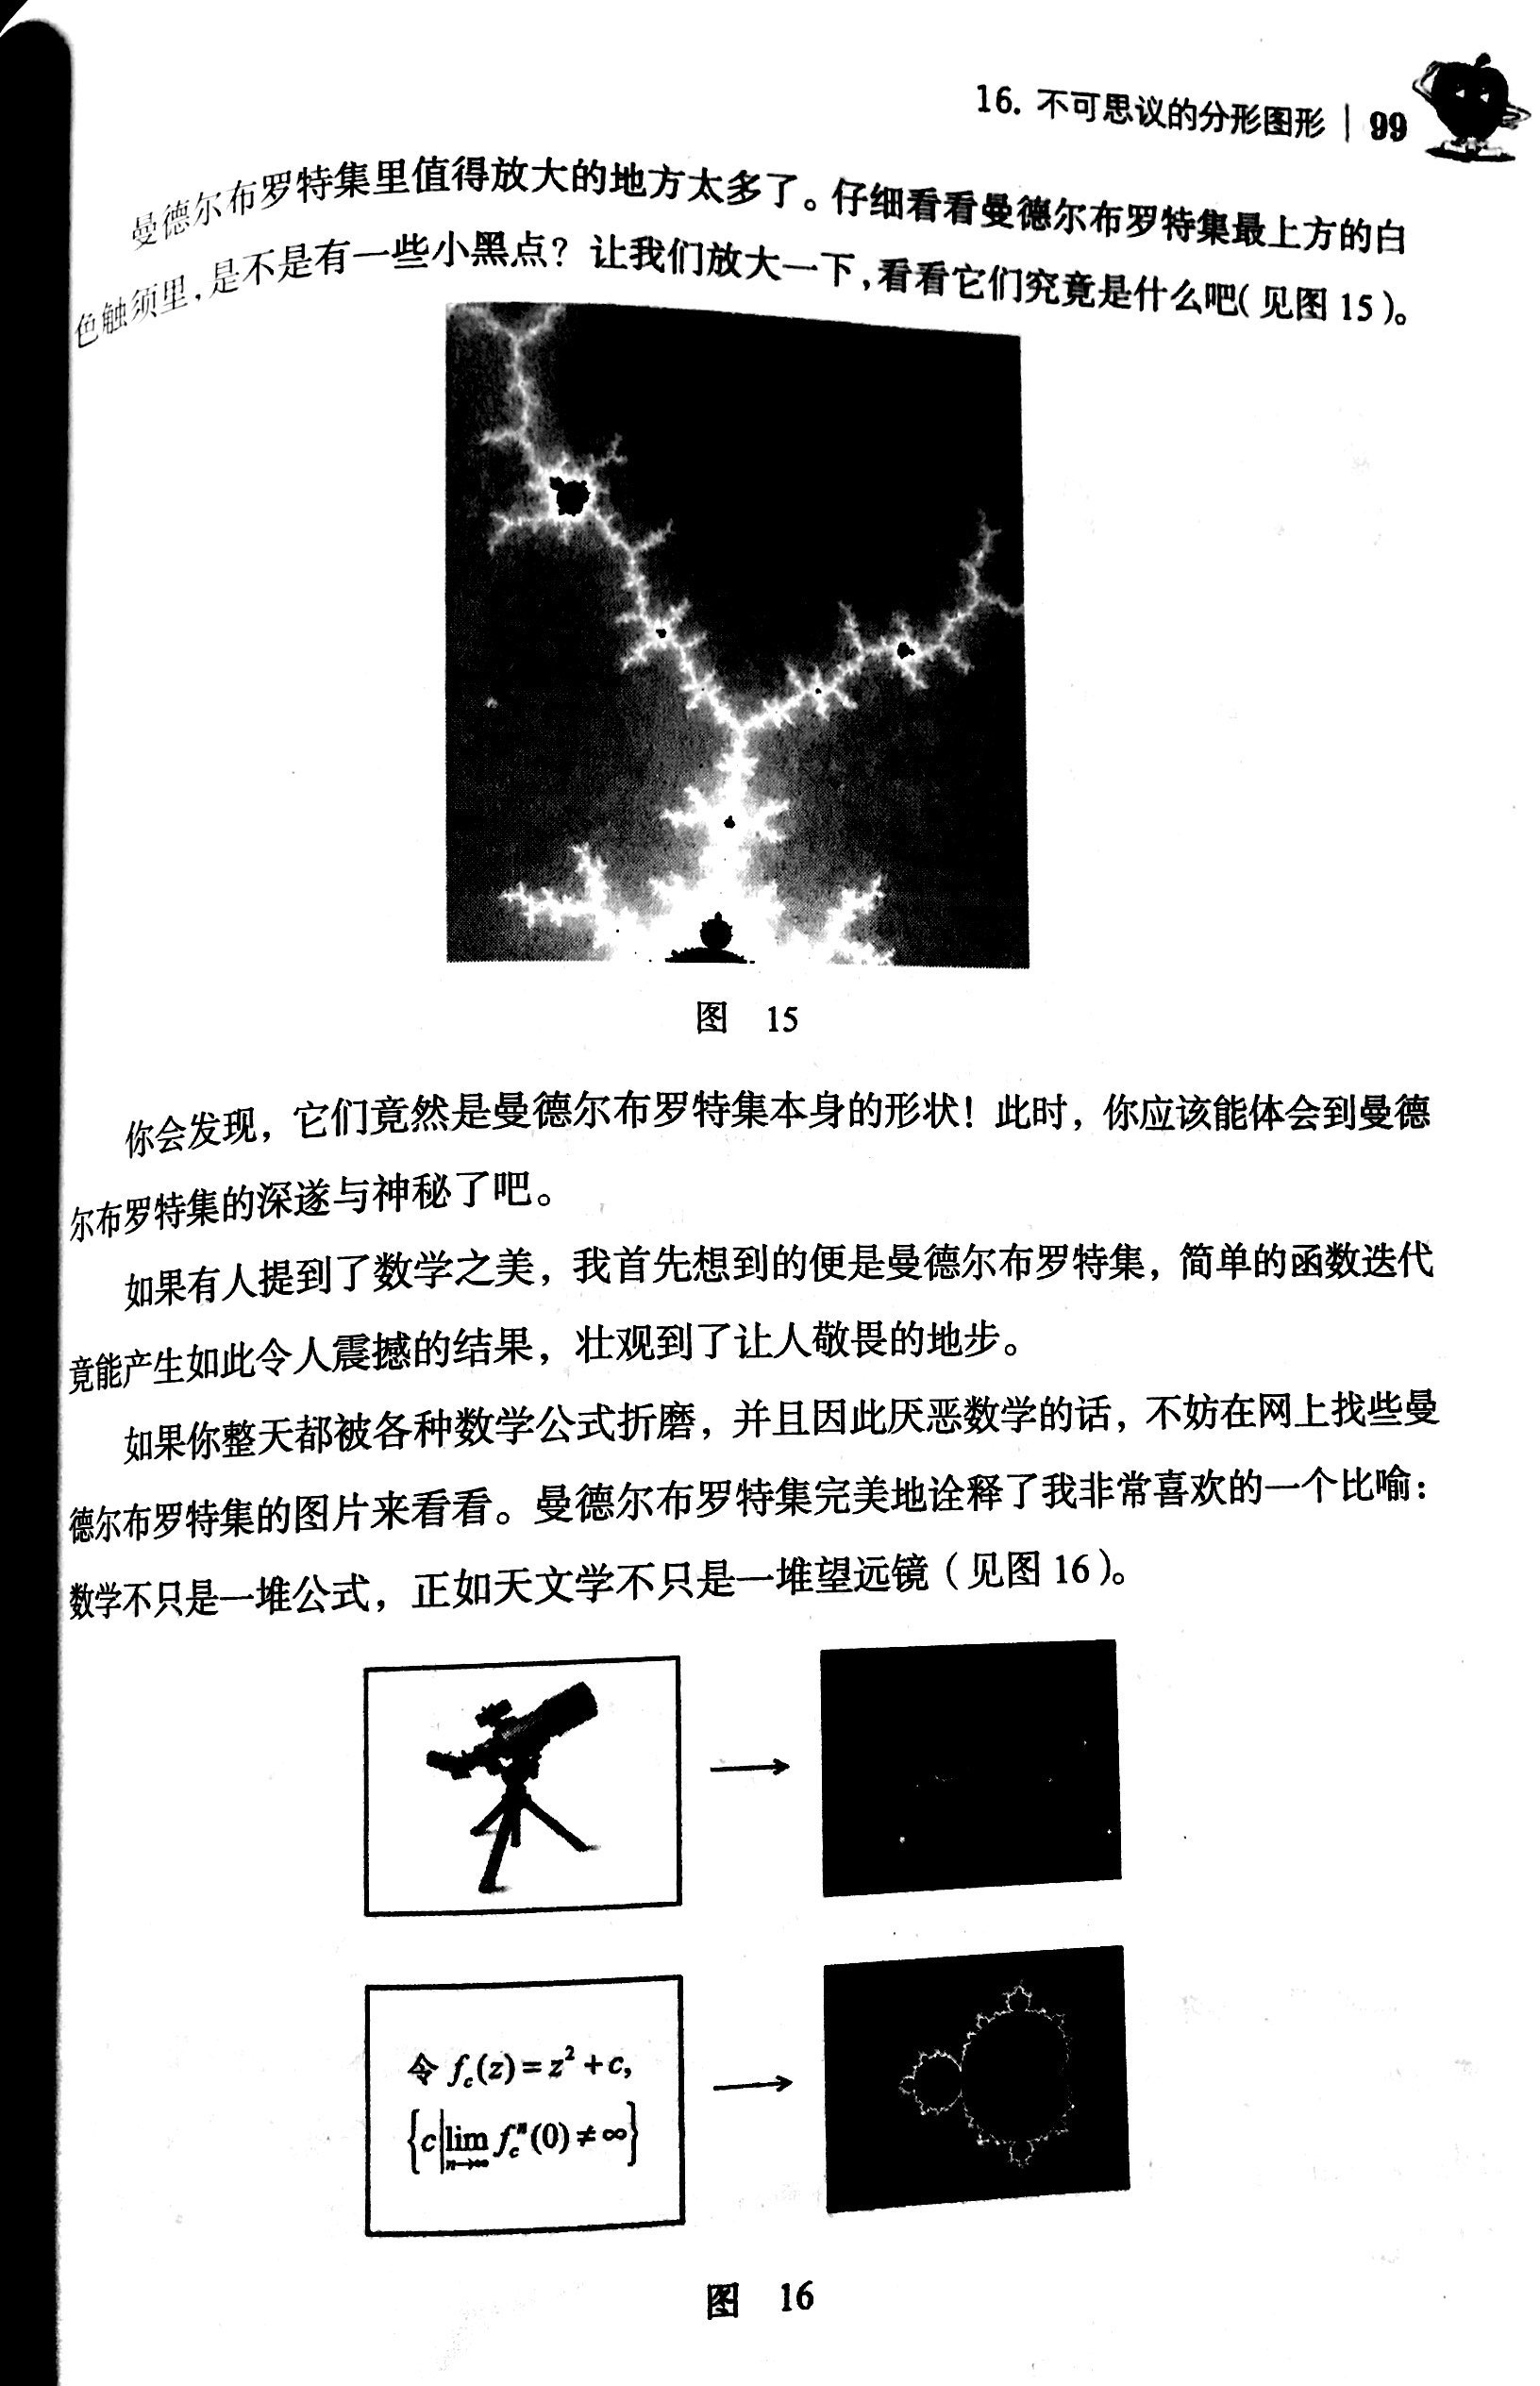 16. 不可思议的分形图形 | 99
曼德尔布罗特集里值得放大的地方太多了。仔细看看曼德尔布罗特集最上方的白
色触须里，是不是有一些小黑点？让我们放大一下，看看它们究竟是什么吧（见图 15）。
图 15
你会发现，它们竟然是曼德尔布罗特集本身的形状！此时，你应该能体会到曼德
尔布罗特集的深遂与神秘了吧。
如果有人提到了数学之美，我首先想到的便是曼德尔布罗特集，简单的函数迭代
竟能产生如此令人震撼的结果，壮观到了让人敬畏的地步。
如果你整天都被各种数学公式折磨，并且因此厌恶数学的话，不妨在网上找些曼
德尔布罗特集的图片来看看。曼德尔布罗特集完美地诠释了我非常喜欢的一个比喻：
数学不只是一堆公式，正如天文学不只是一堆望远镜（见图 16）。
令 f_c(z)=z²+c,
{c|lim_{n→∞} f_c^n(0)≠∞}
图 16